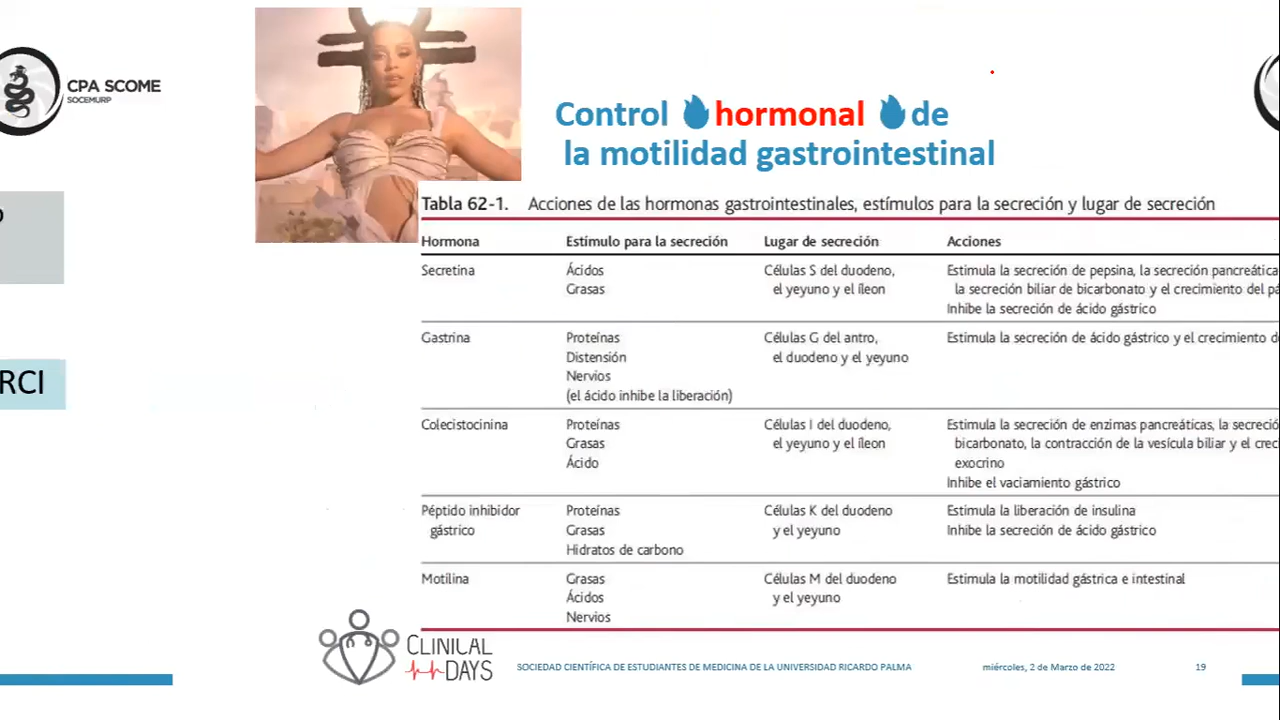 CPA SCOME
SOCEMURP
RCI
Control hormonal de
la motilidad gastrointestinal
Tabla 62-1. Acciones de las hormonas gastrointestinales, estímulos para la secreción y lugar de secreción
Hormona Estímulo para la secreción Lugar de secreción Acciones
Secretina Ácidos Células S del duodeno, Estimula la secreción de pepsina, la secreción pancreática
Grasas el yeyuno y el íleon la secreción biliar de bicarbonato y el crecimiento del pá
Inhibe la secreción de ácido gástrico
Gastrina Proteínas Células G del antro, Estimula la secreción de ácido gástrico y el crecimiento d
Distensión el duodeno y el yeyuno
Nervios
(el ácido inhibe la liberación)
Colecistocinina Proteínas Células I del duodeno, Estimula la secreción de enzimas pancreáticas, la secreció
Grasas el yeyuno y el íleon bicarbonato, la contracción de la vesícula biliar y el crec
Ácido exocrino
Inhibe el vaciamiento gástrico
Péptido inhibidor Proteínas Células K del duodeno Estimula la liberación de insulina
gástrico Grasas y el yeyuno Inhibe la secreción de ácido gástrico
Hidratos de carbono
Motilina Grasas Células M del duodeno Estimula la motilidad gástrica e intestinal
Ácidos y el yeyuno
Nervios
CLINICAL
DAYS
SOCIEDAD CIENTÍFICA DE ESTUDIANTES DE MEDICINA DE LA UNIVERSIDAD RICARDO PALMA miércoles, 2 de Marzo de 2022 19